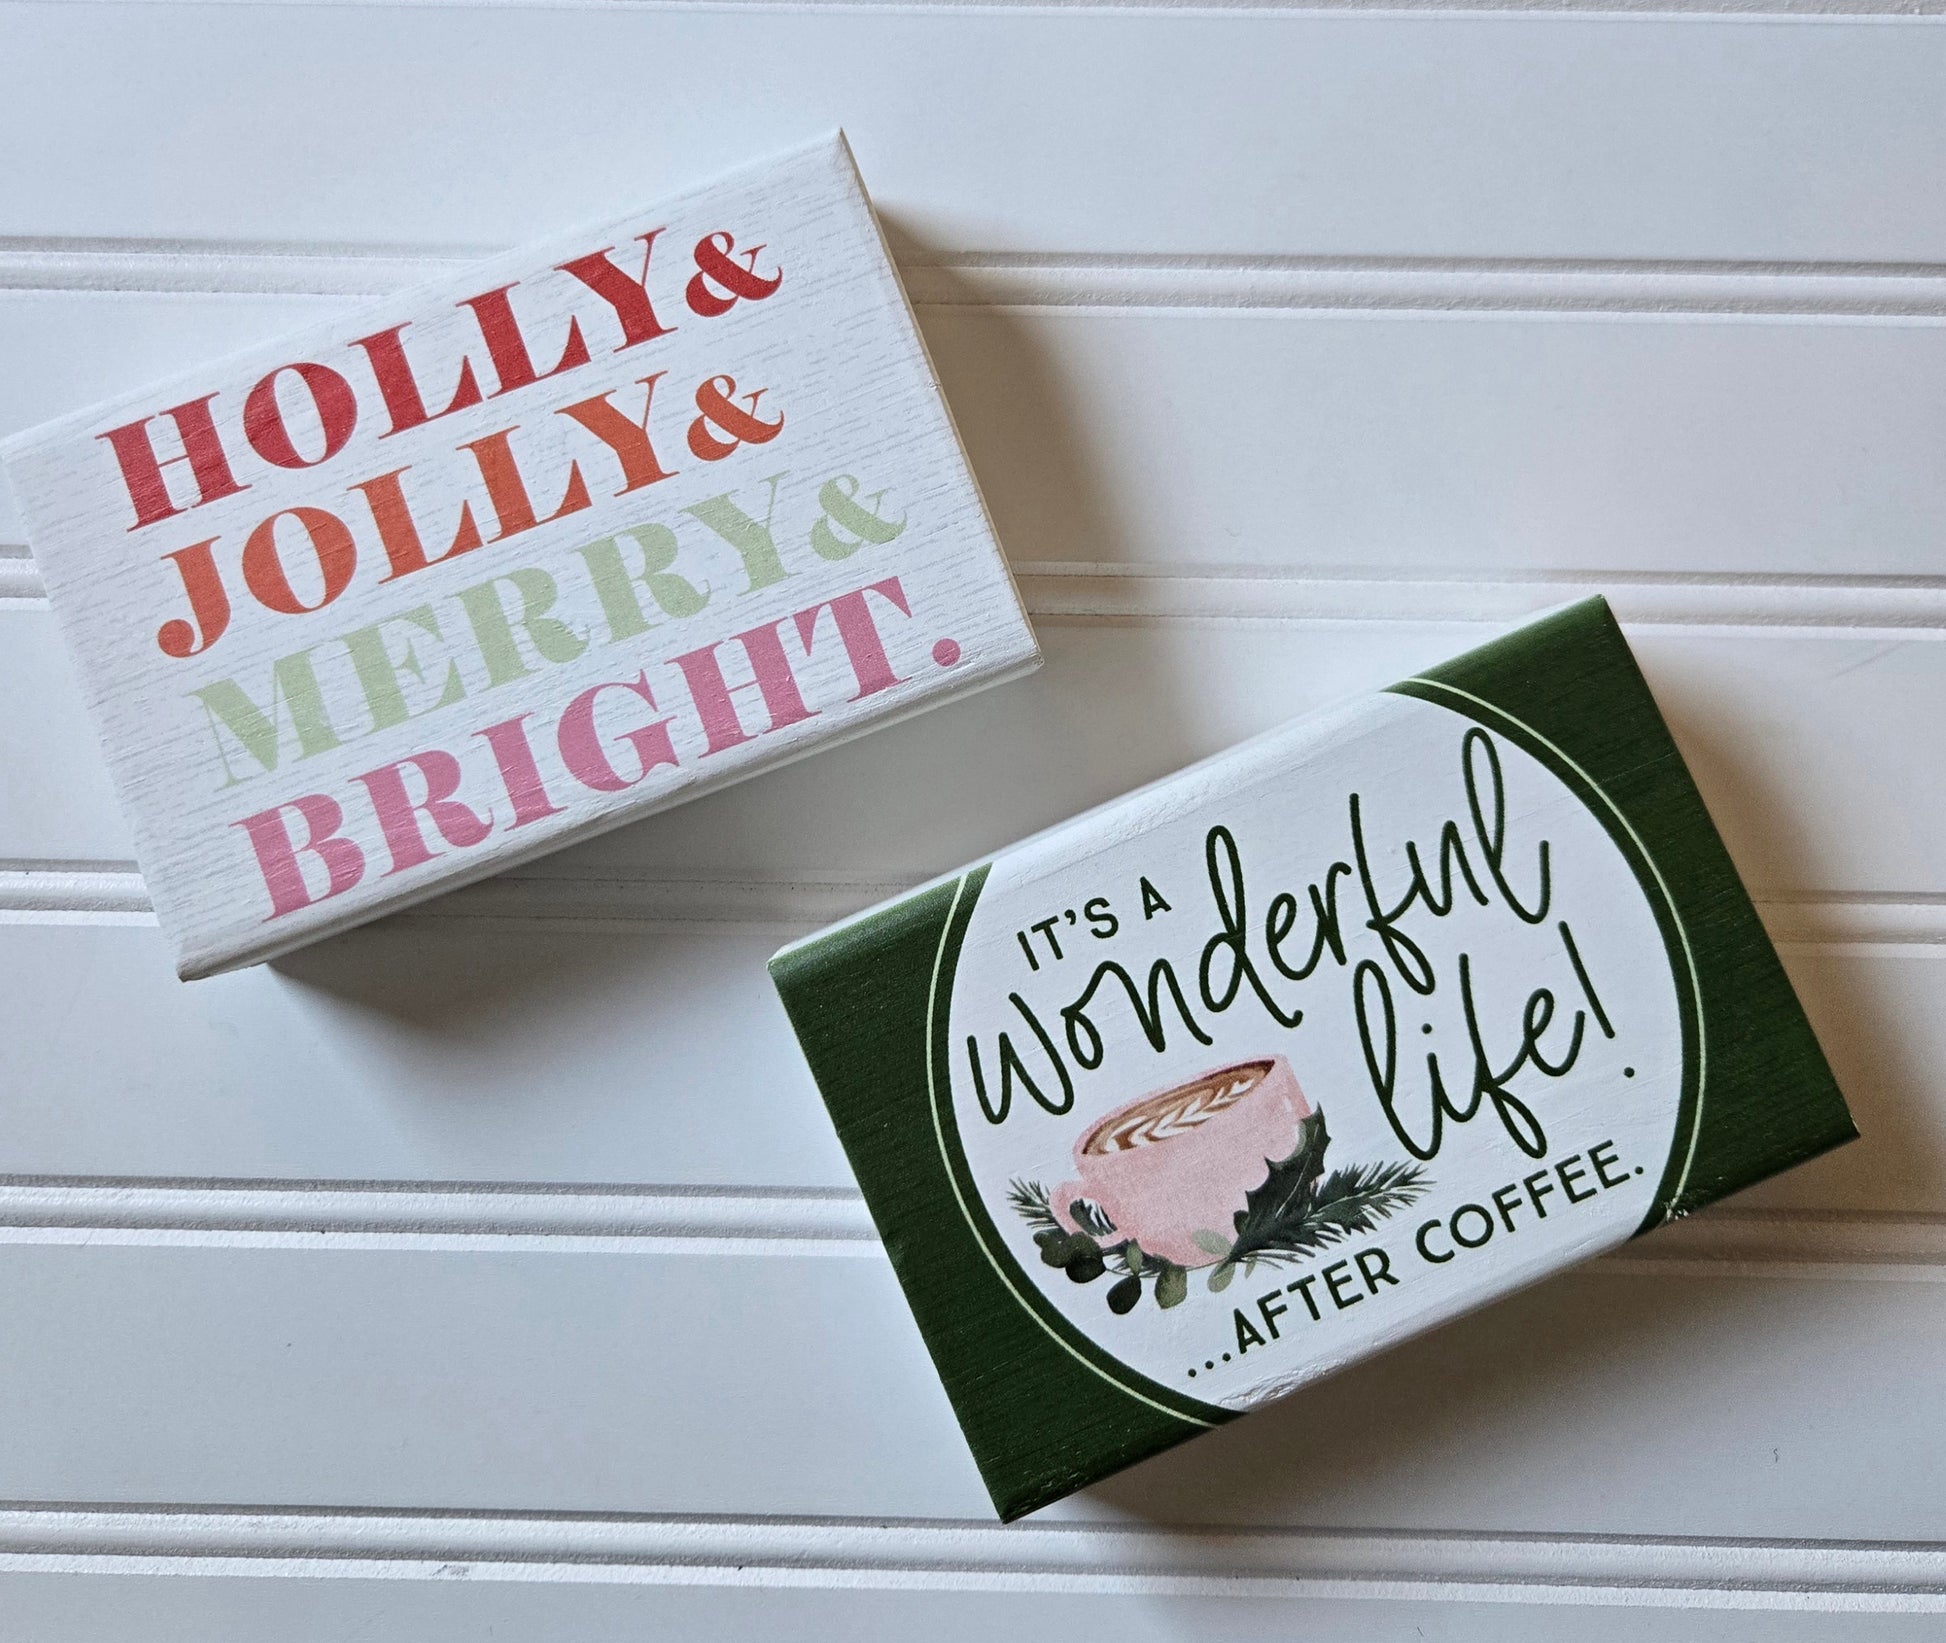 HOLLY&
JOLLY&
MERRY&
BRIGHT.
IT'S A
wonderful
life!
...AFTER COFFEE.